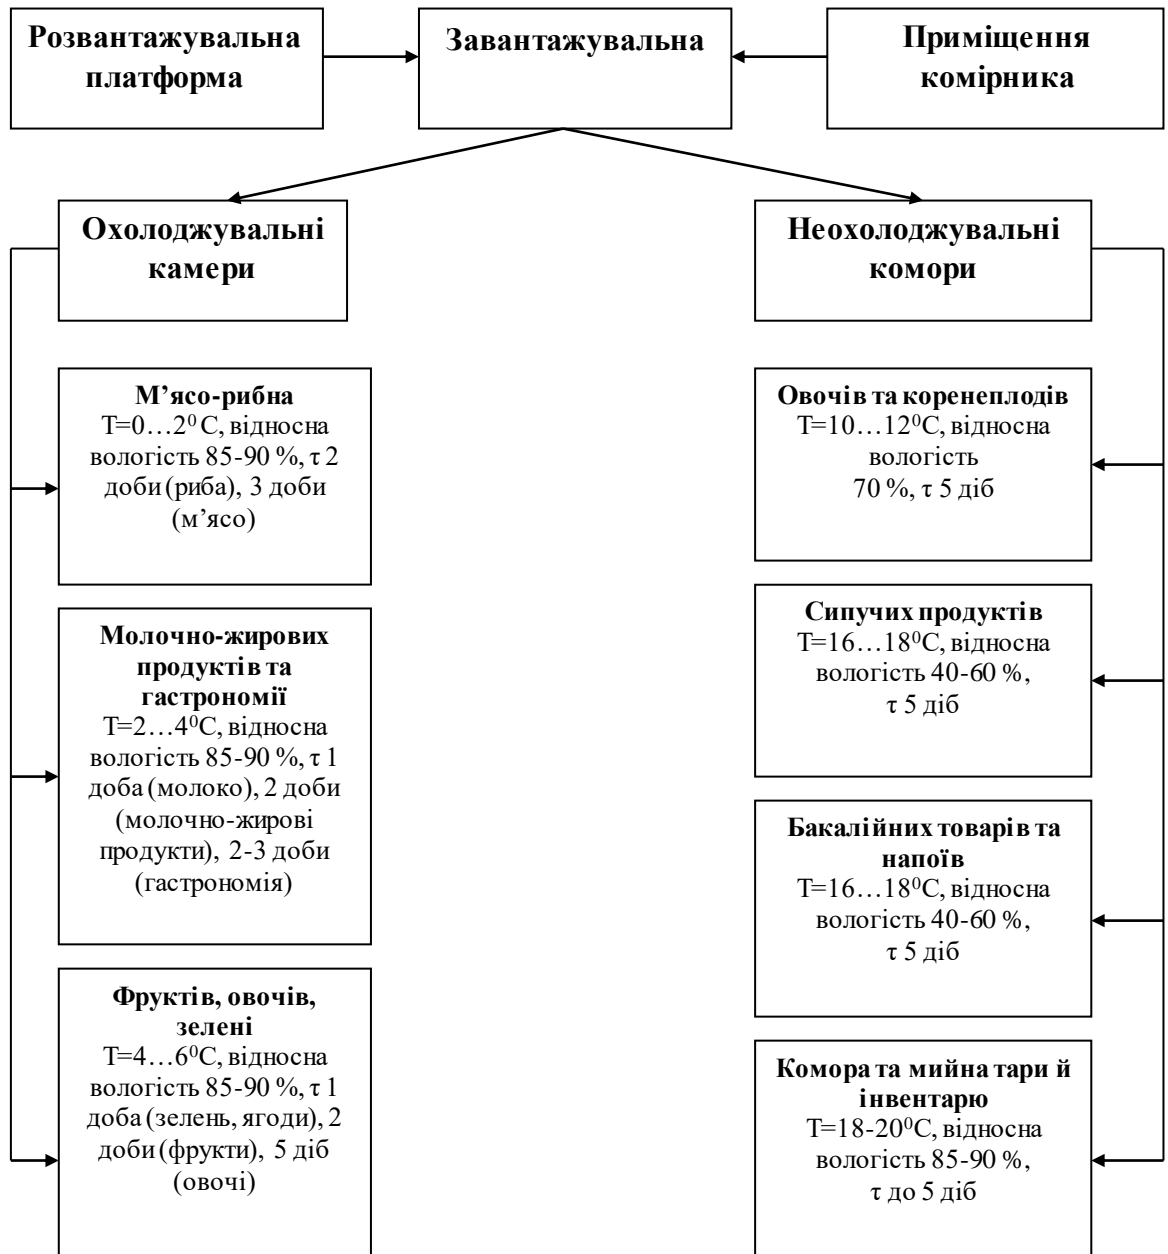 Розвантажувальна
платформа
Завантажувальна
Приміщення
комірника
Охолоджувальні
камери
Неохолоджувальні
комори
М’ясо-рибна
Т=0…2⁰ С, відносна
вологість 85-90 %, τ 2
доби (риба), 3 доби
(м’ясо)
Молочно-жирових
продуктів та
гастрономії
Т=2…4⁰С, відносна
вологість 85-90 %, τ 1
доба (молоко), 2 доби
(молочно-жирові
продукти), 2-3 доби
(гастрономія)
Фруктів, овочів,
зелені
Т=4…6⁰С, відносна
вологість 85-90 %, τ 1
доба (зелень, ягоди), 2
доби (фрукти), 5 діб
(овочі)
Овочів та коренеплодів
Т=10…12⁰С, відносна
вологість
70 %, τ 5 діб
Сипучих продуктів
Т=16…18⁰С, відносна
вологість 40-60 %,
τ 5 діб
Бакалійних товарів та
напоїв
Т=16…18⁰С, відносна
вологість 40-60 %,
τ 5 діб
Комора та мийна тари й
інвентарю
Т=18-20⁰С, відносна
вологість 85-90 %,
τ до 5 діб